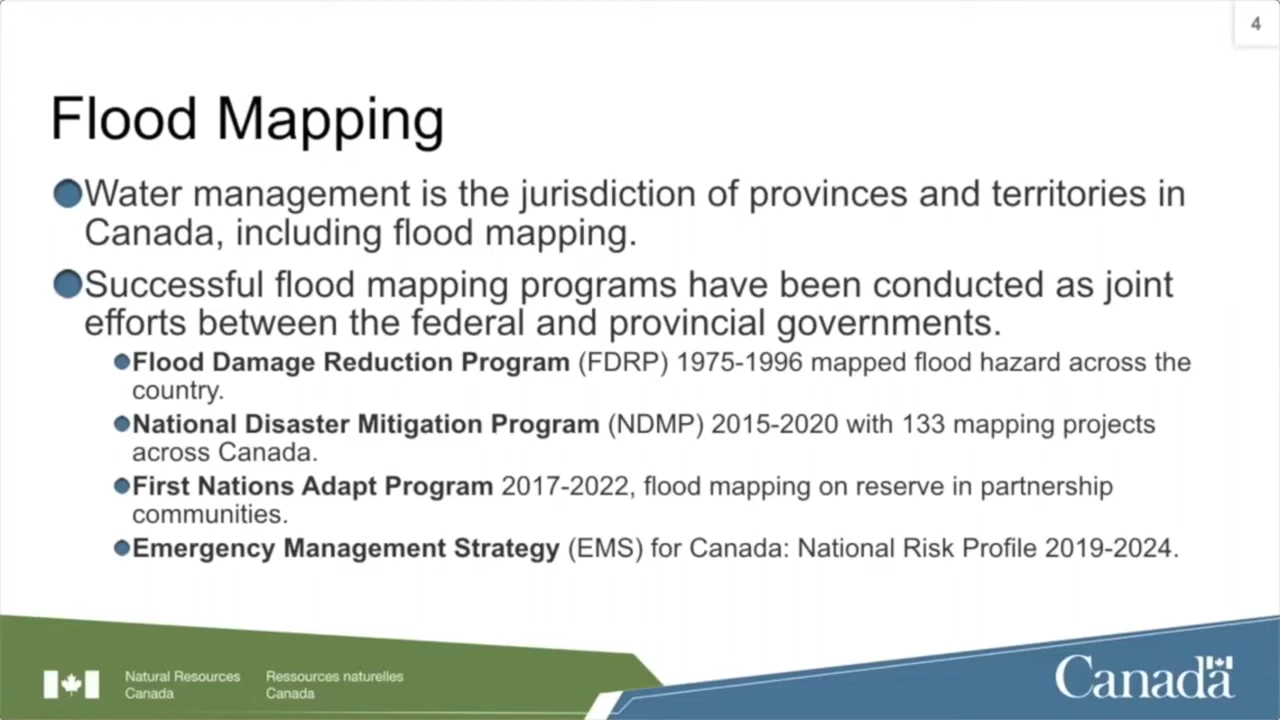 4
Flood Mapping
Water management is the jurisdiction of provinces and territories in
Canada, including flood mapping.
Successful flood mapping programs have been conducted as joint
efforts between the federal and provincial governments.
Flood Damage Reduction Program (FDRP) 1975-1996 mapped flood hazard across the
country.
National Disaster Mitigation Program (NDMP) 2015-2020 with 133 mapping projects
across Canada.
First Nations Adapt Program 2017-2022, flood mapping on reserve in partnership
communities.
Emergency Management Strategy (EMS) for Canada: National Risk Profile 2019-2024.
Natural Resources
Canada
Ressources naturelles
Canada
Canada